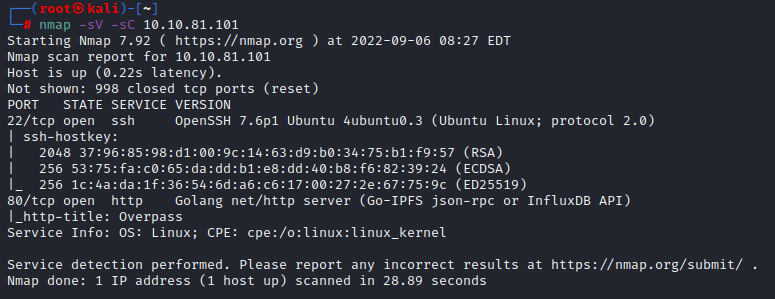 ┌──(root㉿kali)-[~]
└─# nmap -sV -sC 10.10.81.101
Starting Nmap 7.92 ( https://nmap.org ) at 2022-09-06 08:27 EDT
Nmap scan report for 10.10.81.101
Host is up (0.22s latency).
Not shown: 998 closed tcp ports (reset)
PORT   STATE SERVICE VERSION
22/tcp open  ssh     OpenSSH 7.6p1 Ubuntu 4ubuntu0.3 (Ubuntu Linux; protocol 2.0)
| ssh-hostkey:
|   2048 37:96:85:98:d1:00:9c:14:63:d9:b0:34:75:b1:f9:57 (RSA)
|   256 53:75:fa:c0:65:da:dd:b1:e8:dd:40:b8:f6:82:39:24 (ECDSA)
|_  256 1c:4a:da:1f:36:54:6d:a6:c6:17:00:27:2e:67:75:9c (ED25519)
80/tcp open  http    Golang net/http server (Go-IPFS json-rpc or InfluxDB API)
|_http-title: Overpass
Service Info: OS: Linux; CPE: cpe:/o:linux:linux_kernel

Service detection performed. Please report any incorrect results at https://nmap.org/submit/ .
Nmap done: 1 IP address (1 host up) scanned in 28.89 seconds